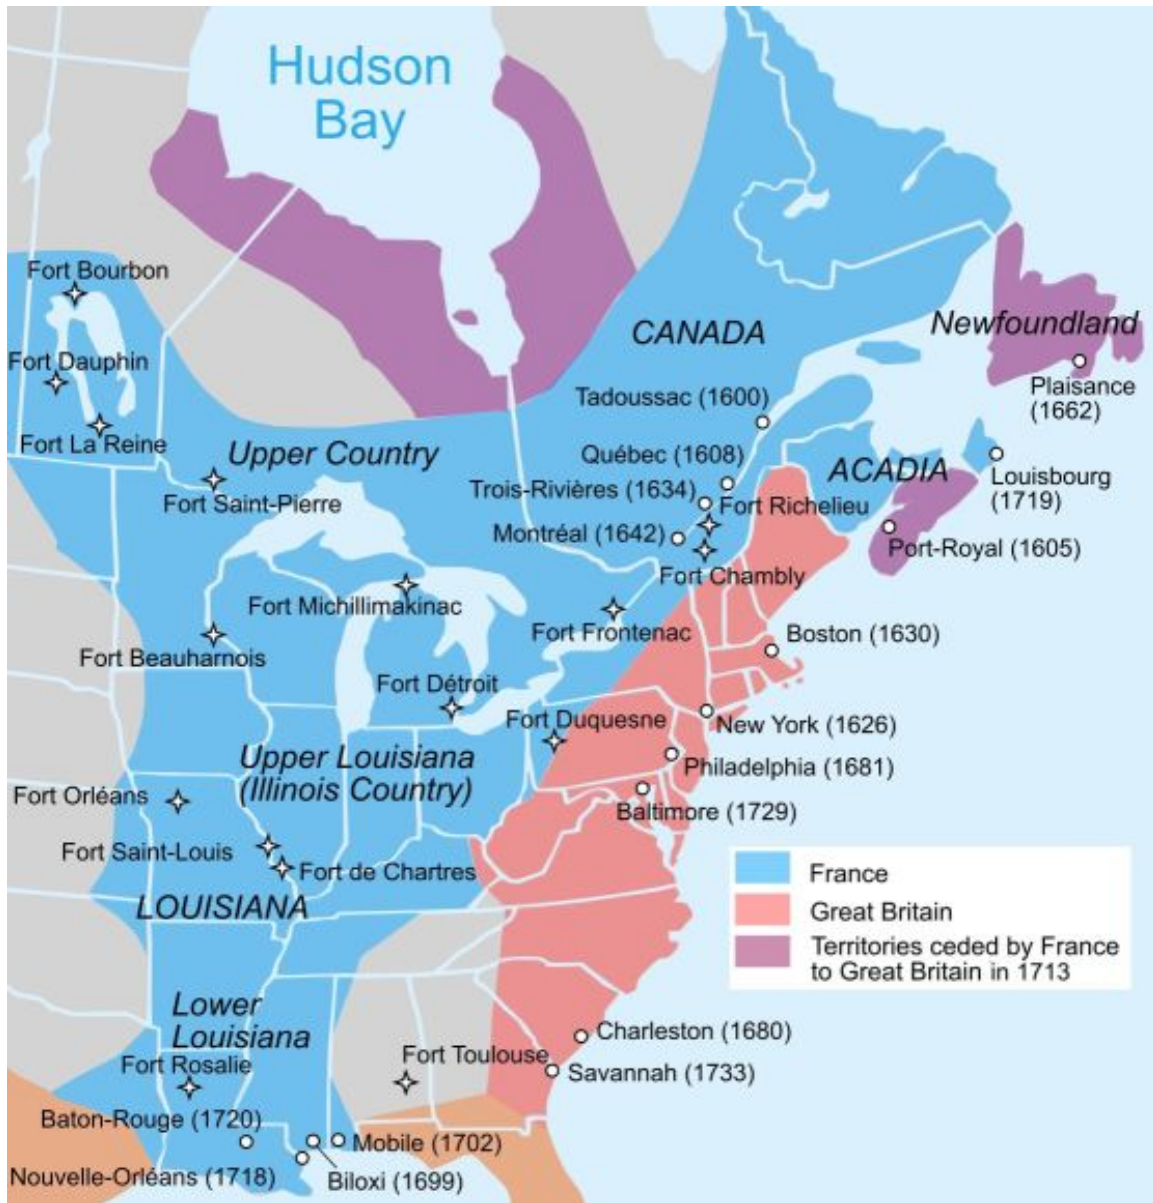 Hudson
Bay
Fort Bourbon
CANADA
Newfoundland
Fort Dauphin
Plaisance
(1662)
Tadoussac (1600)
Fort La Reine
Upper Country
Québec (1608)
ACADIA
Louisbourg
(1719)
Trois-Rivières (1634)
Fort Saint-Pierre
Fort Richelieu
Montréal (1642)
Port-Royal (1605)
Fort Chambly
Fort Michillimakinac
Fort Frontenac
Boston (1630)
Fort Beauharnois
Fort Détroit
Fort Duquesne
New York (1626)
Upper Louisiana
(Illinois Country)
Philadelphia (1681)
Fort Orléans
Baltimore (1729)
Fort Saint-Louis
Fort de Chartres
France
LOUISIANA
Great Britain
Territories ceded by France
to Great Britain in 1713
Lower
Louisiana
Charleston (1680)
Fort Rosalie
Fort Toulouse
Savannah (1733)
Baton-Rouge (1720)
Mobile (1702)
Nouvelle-Orléans (1718)
Biloxi (1699)